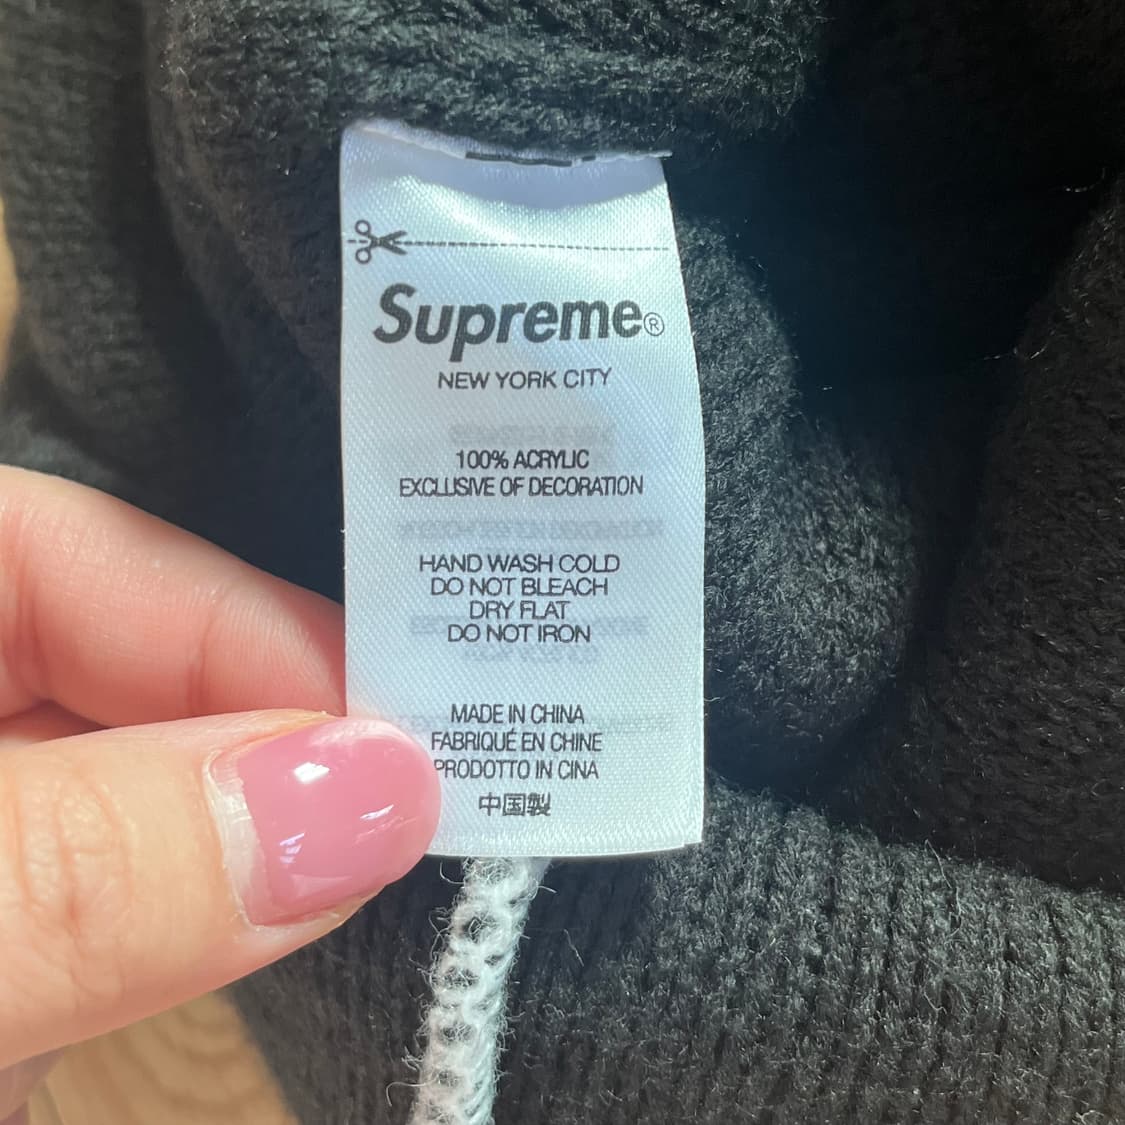 Supreme®
NEW YORK CITY
100% ACRYLIC
EXCLUSIVE OF DECORATION
HAND WASH COLD
DO NOT BLEACH
DRY FLAT
DO NOT IRON
MADE IN CHINA
FABRIQUÉ EN CHINE
PRODOTTO IN CINA
中国製